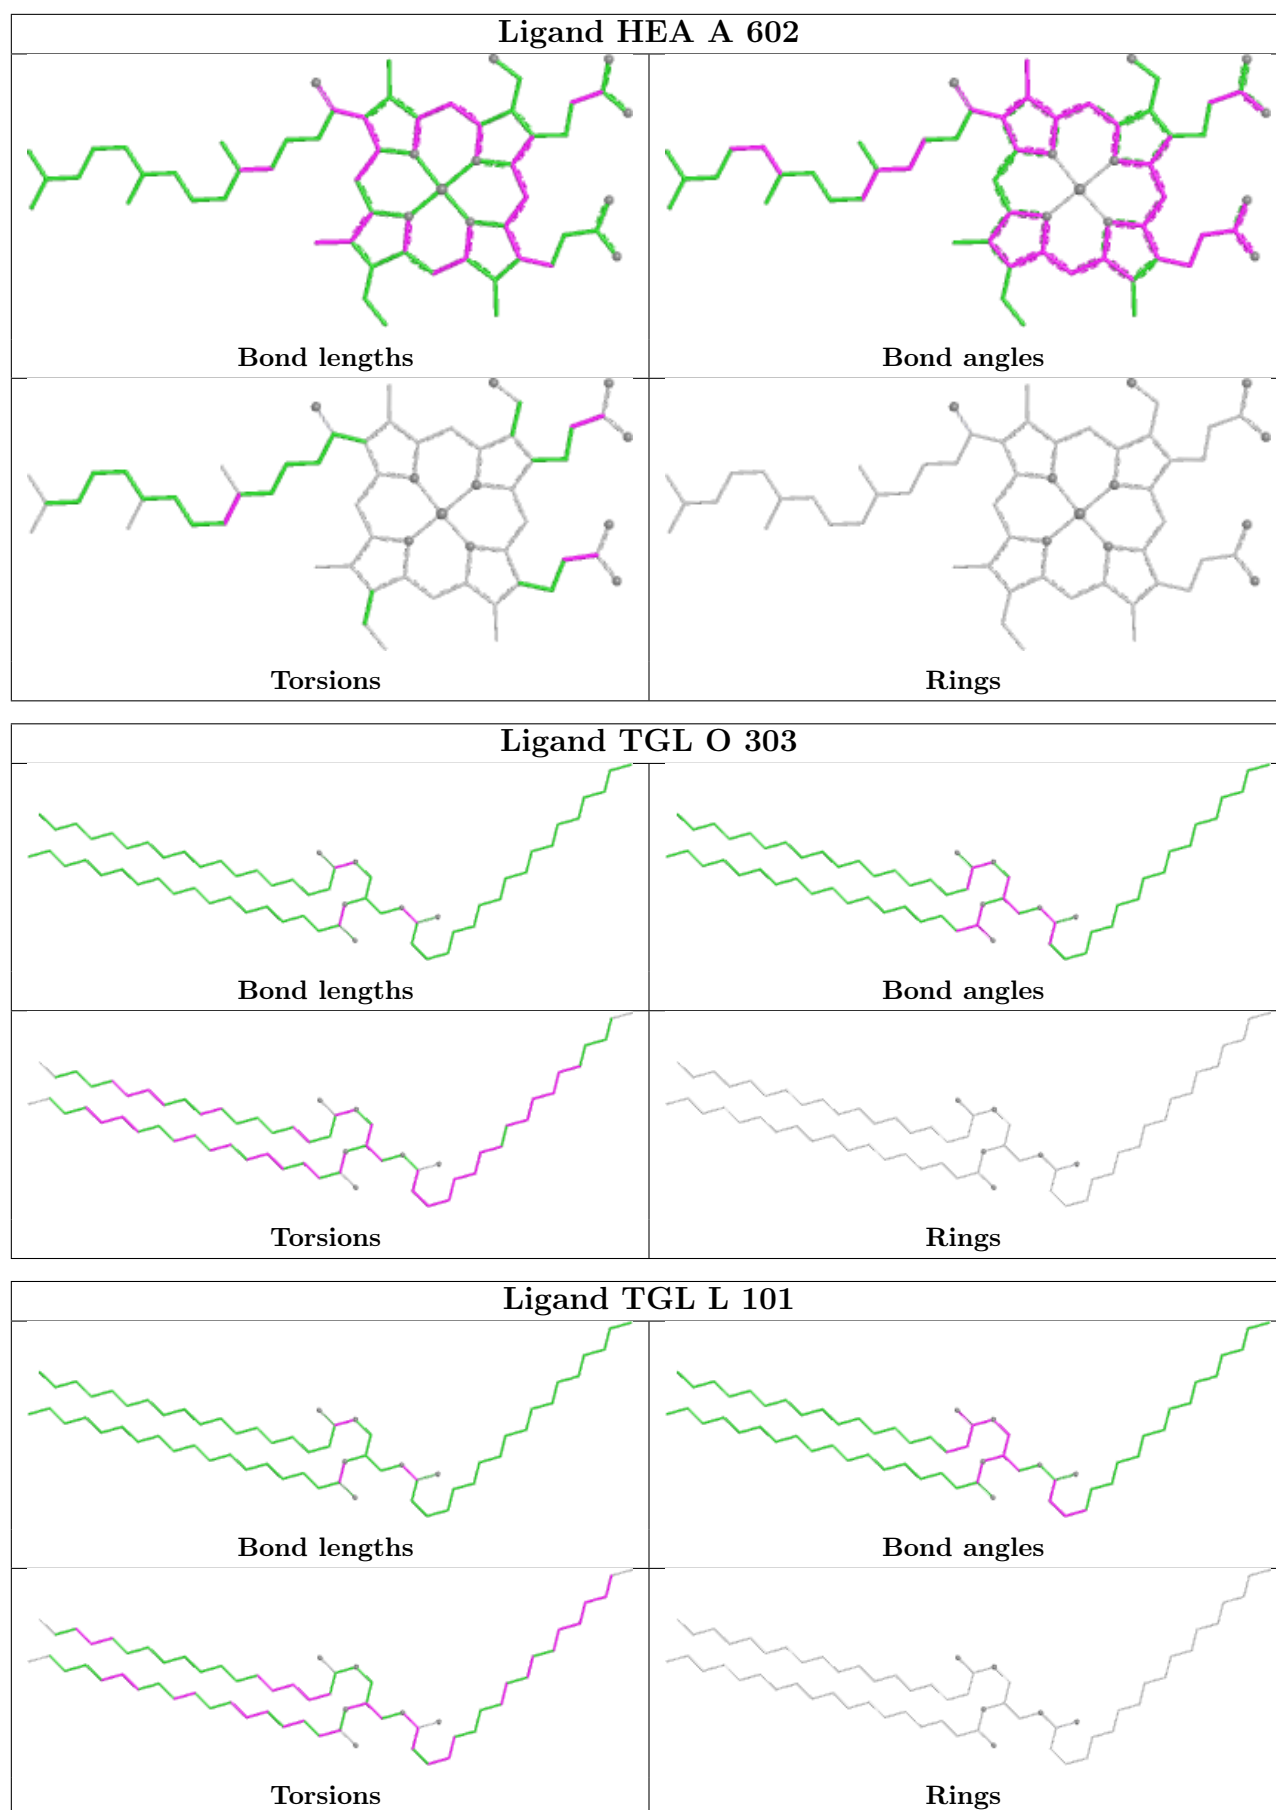 Ligand HEA A 602
Bond lengths
Bond angles
Torsions
Rings
Ligand TGL O 303
Bond lengths
Bond angles
Torsions
Rings
Ligand TGL L 101
Bond lengths
Bond angles
Torsions
Rings